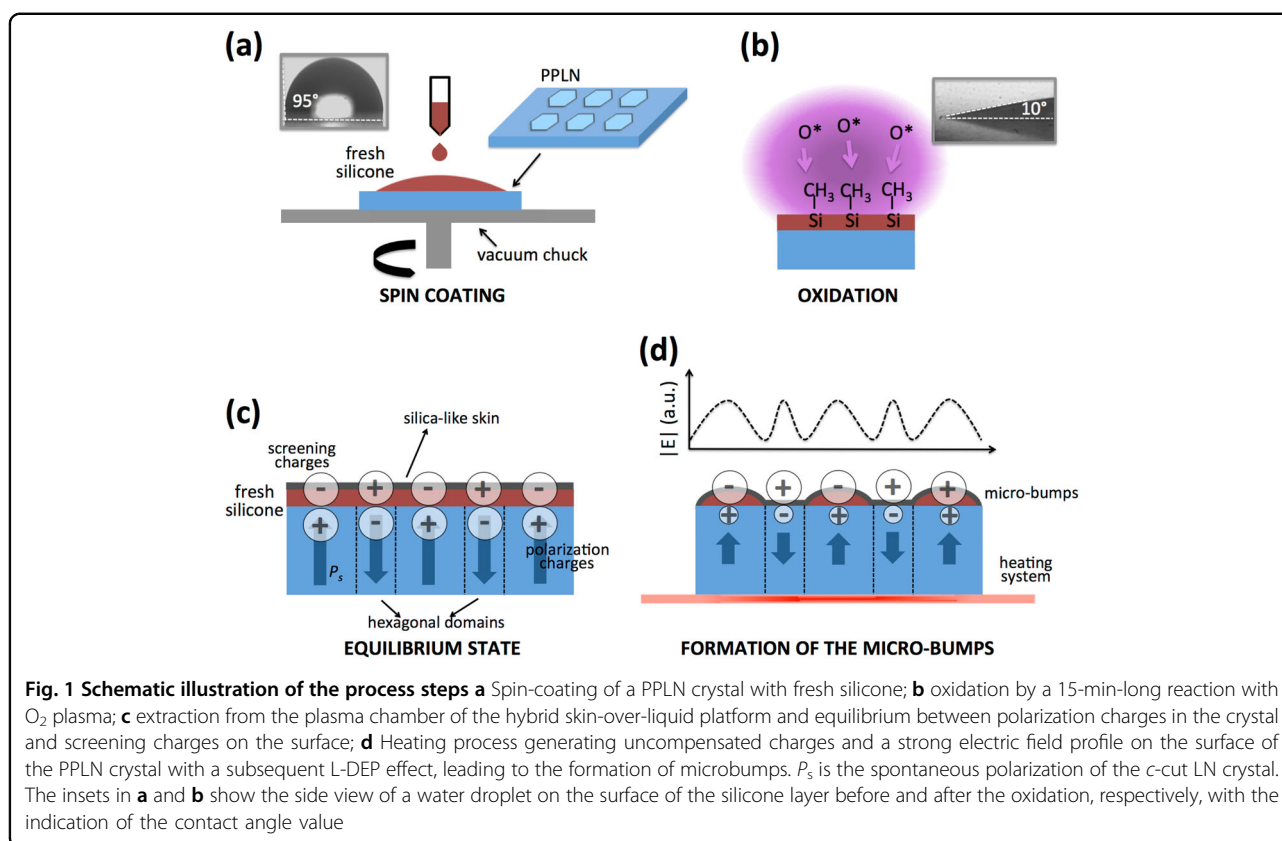 (a)
95°
fresh
silicone
PPLN
vacuum chuck
SPIN COATING
(b)
10°
O* O* O*
CH3 CH3 CH3
Si Si Si
OXIDATION
(c)
silica-like skin
screening
charges
- + - + -
fresh
silicone
+ - + - +
polarization
charges
Ps
hexagonal domains
EQUILIBRIUM STATE
(d)
|E| (a.u.)
- + - + +
micro-bumps
+ - + - +
heating
system
FORMATION OF THE MICRO-BUMPS
Fig. 1 Schematic illustration of the process steps a Spin-coating of a PPLN crystal with fresh silicone; b oxidation by a 15-min-long reaction with
O₂ plasma; c extraction from the plasma chamber of the hybrid skin-over-liquid platform and equilibrium between polarization charges in the crystal
and screening charges on the surface; d Heating process generating uncompensated charges and a strong electric field profile on the surface of
the PPLN crystal with a subsequent L-DEP effect, leading to the formation of microbumps. Pₛ is the spontaneous polarization of the c-cut LN crystal.
The insets in a and b show the side view of a water droplet on the surface of the silicone layer before and after the oxidation, respectively, with the
indication of the contact angle value